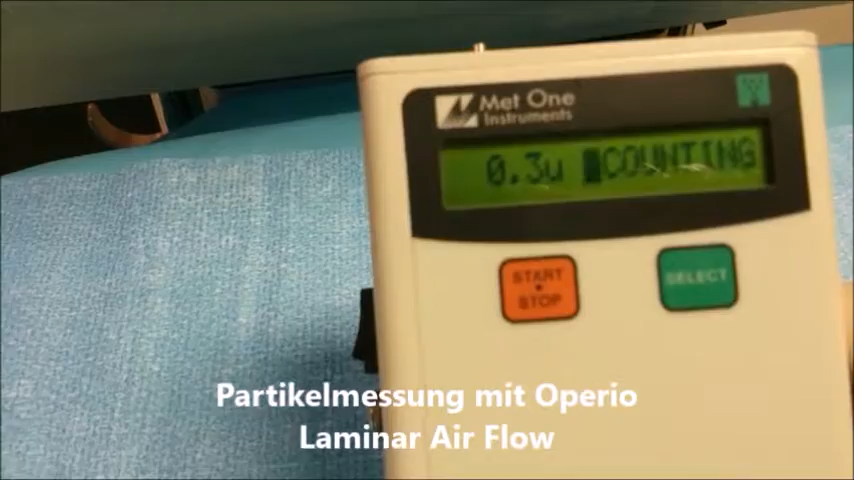 Met One
Instruments
0.3u COUNTING
START
STOP
SELECT
Partikelmessung mit Operio
Laminar Air Flow